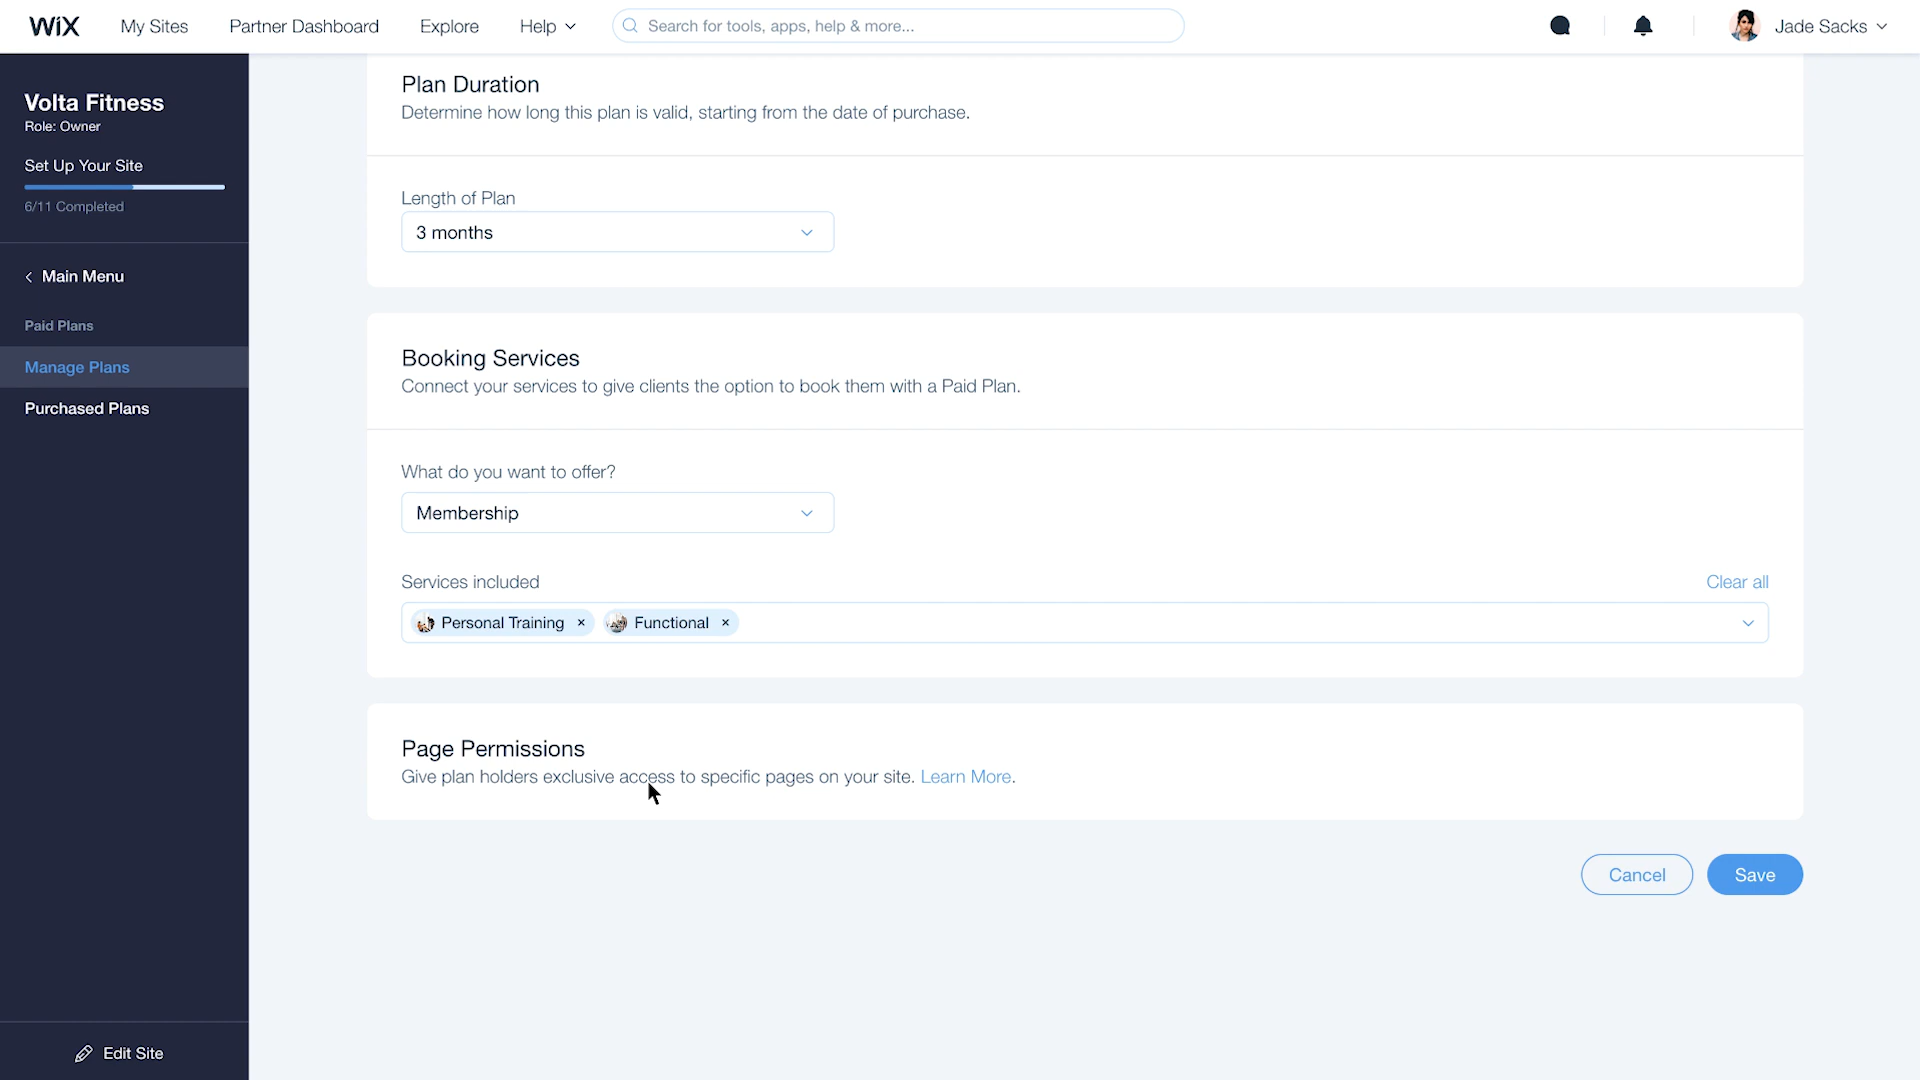 WiX My Sites Partner Dashboard Explore Help Search for tools, apps, help & more... Jade Sacks
Volta Fitness
Role: Owner
Set Up Your Site
6/11 Completed
Main Menu
Paid Plans
Manage Plans
Purchased Plans
Edit Site
Plan Duration
Determine how long this plan is valid, starting from the date of purchase.
Length of Plan
3 months
Booking Services
Connect your services to give clients the option to book them with a Paid Plan.
What do you want to offer?
Membership
Services included Clear all
Personal Training × Functional ×
Page Permissions
Give plan holders exclusive access to specific pages on your site. Learn More.
Cancel Save